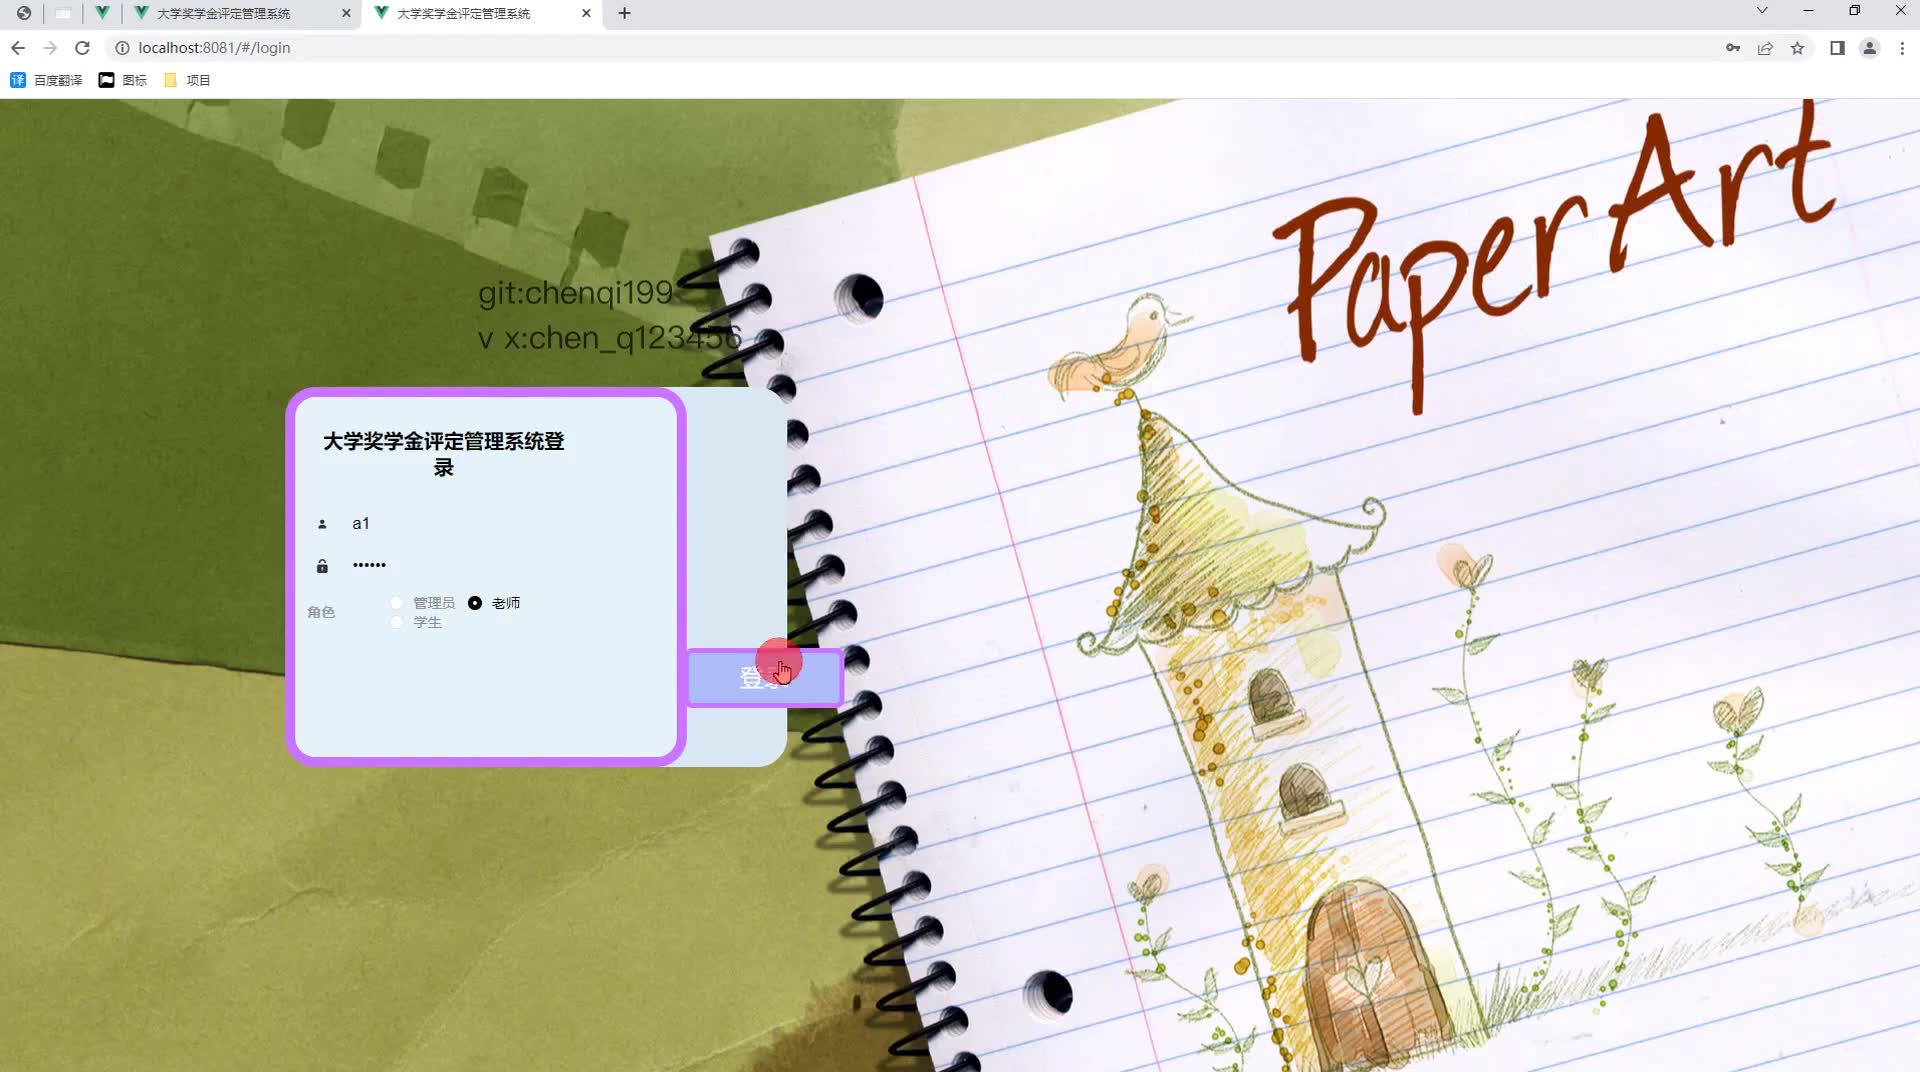 大学奖学金评定管理系统
大学奖学金评定管理系统
localhost:8081/#/login
百度翻译
图标
项目
Paper Art
git:chenqi199
v x:chen_q123456
大学奖学金评定管理系统登
录
a1
••••••
角色
管理员
老师
学生
登录